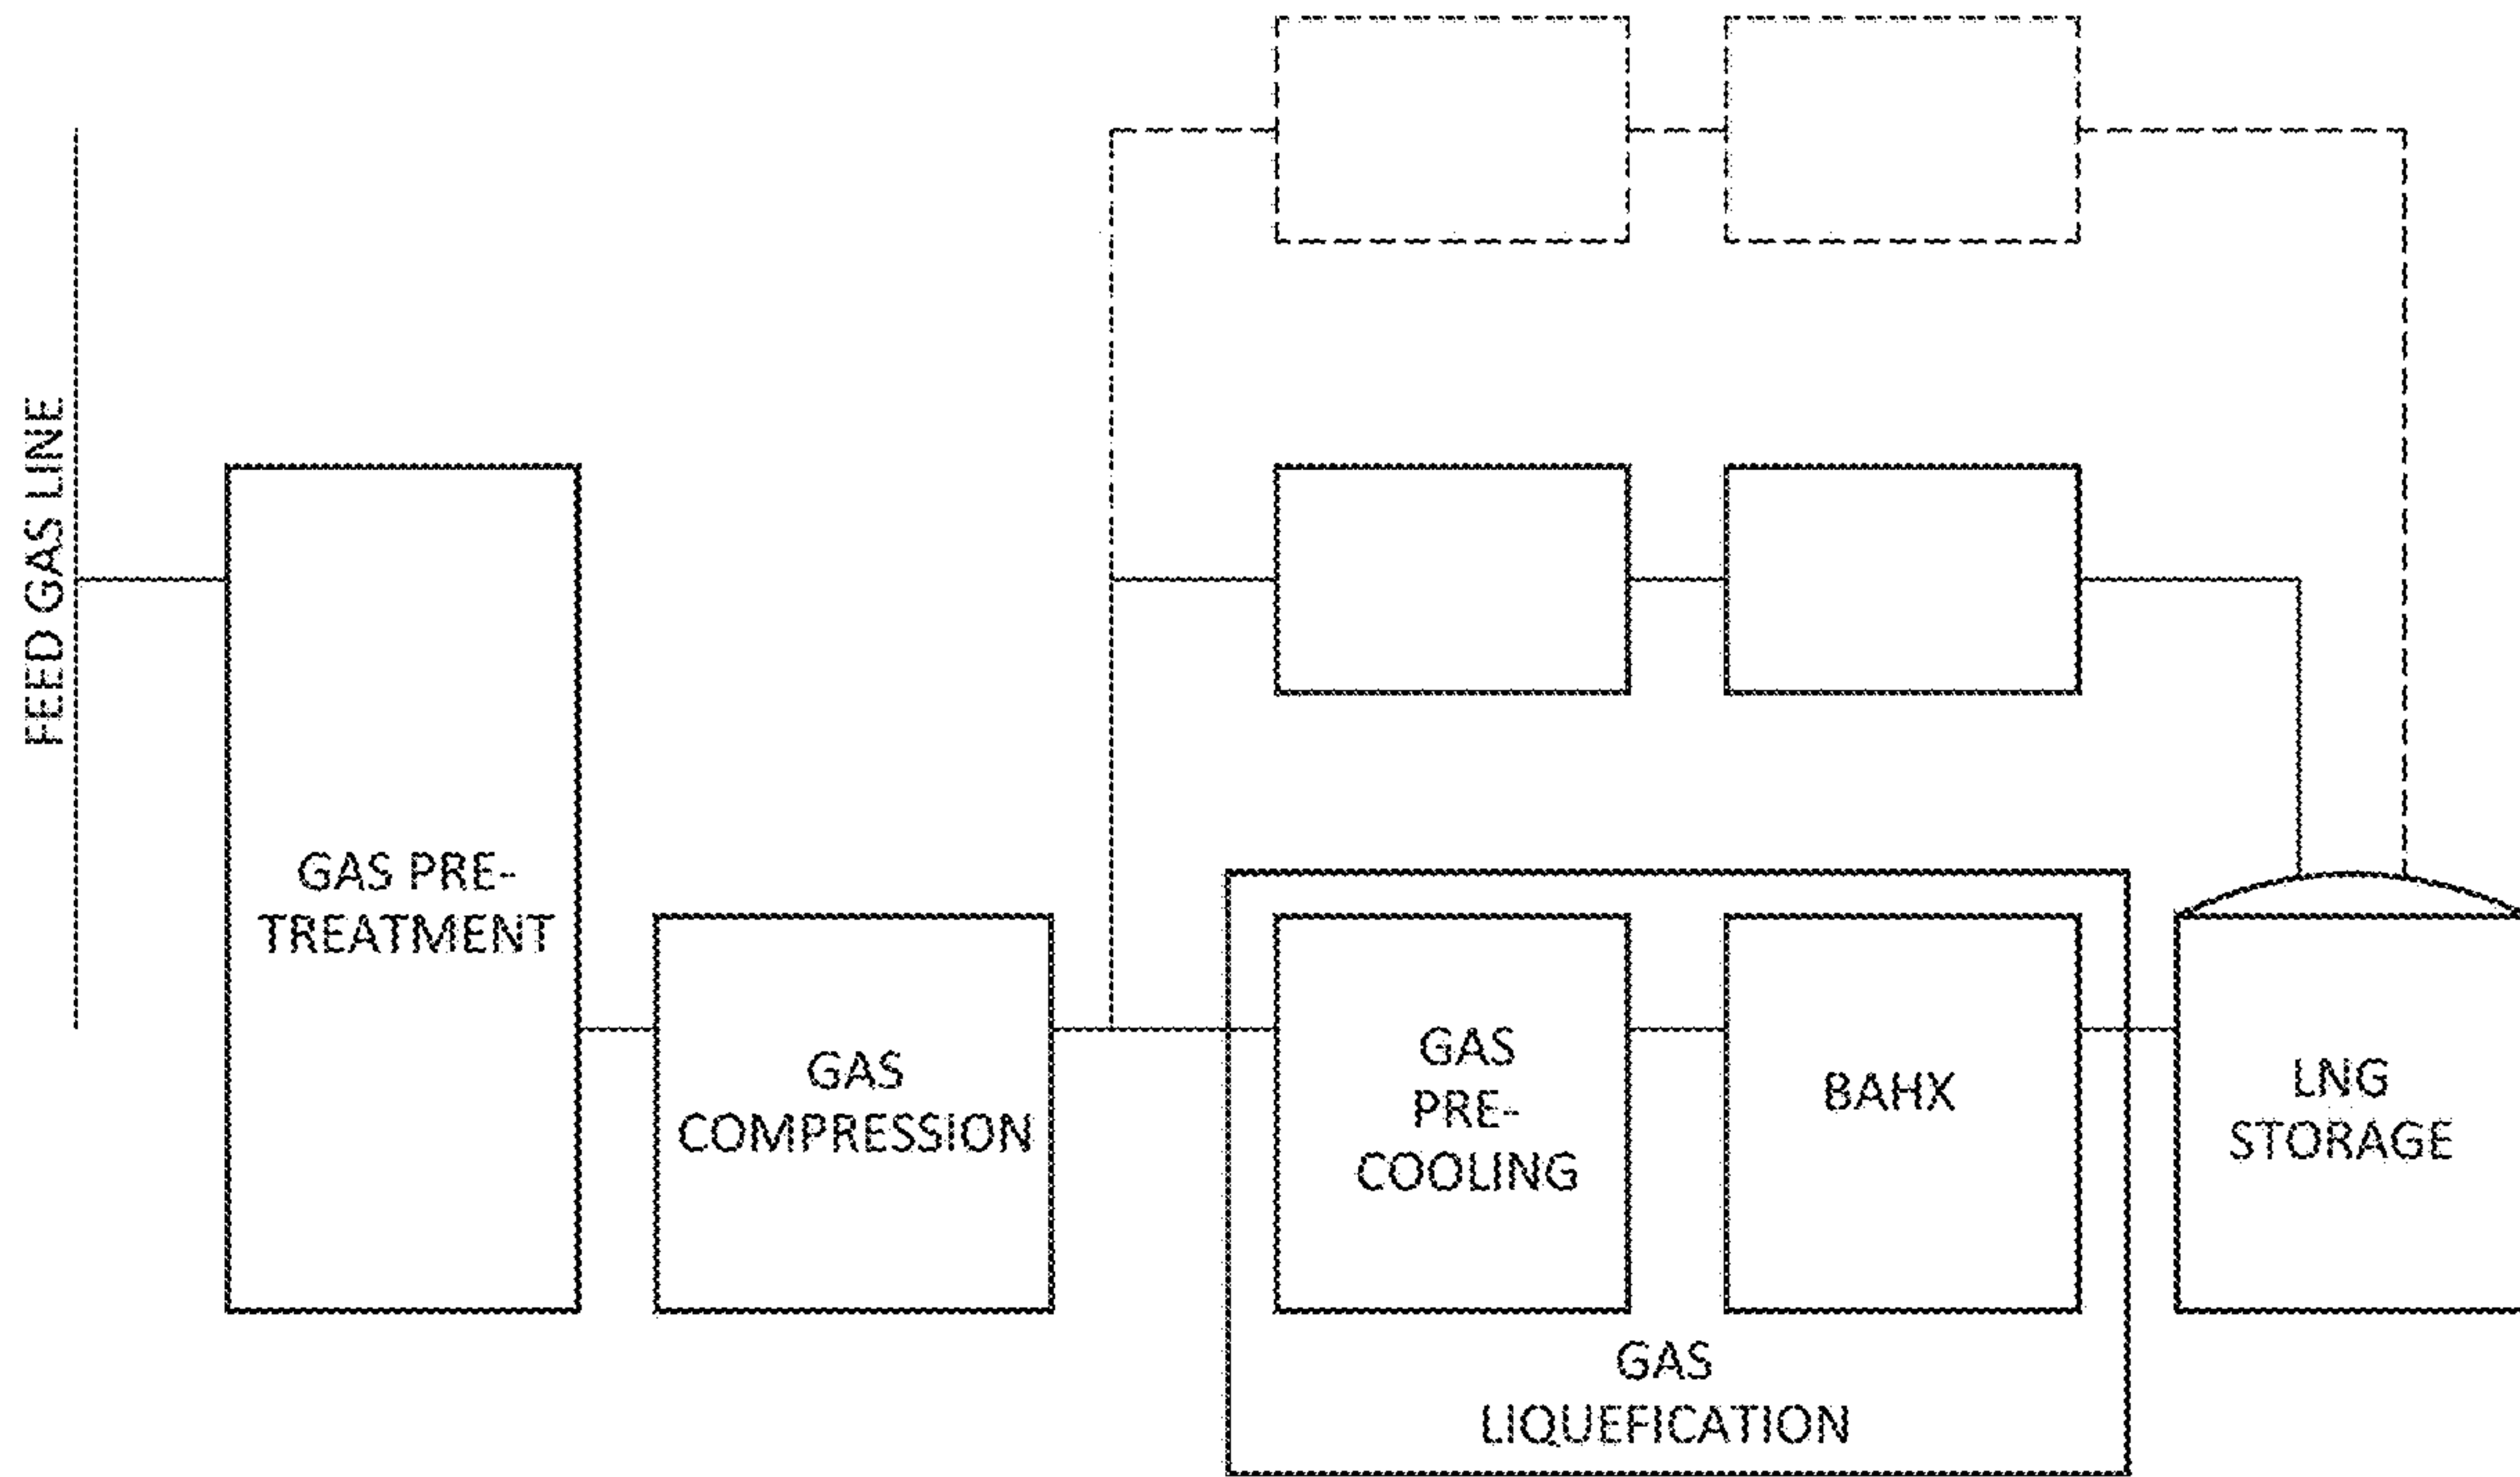 FEED GAS LINE
GAS PRE-
TREATMENT
GAS
COMPRESSION
GAS
PRE-
COOLING
BAHX
LNG
STORAGE
GAS
LIQUEFICATION